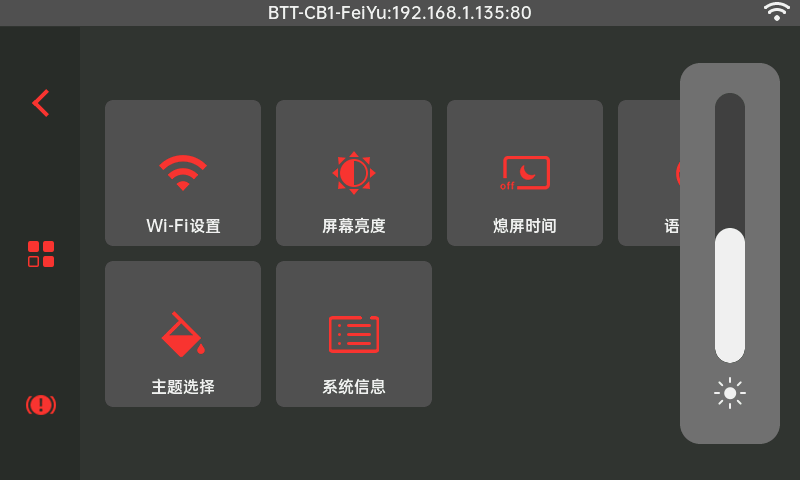 BTT-CB1-FeiYu:192.168.1.135:80
Wi-Fi设置
屏幕亮度
off
熄屏时间
语
主题选择
系统信息